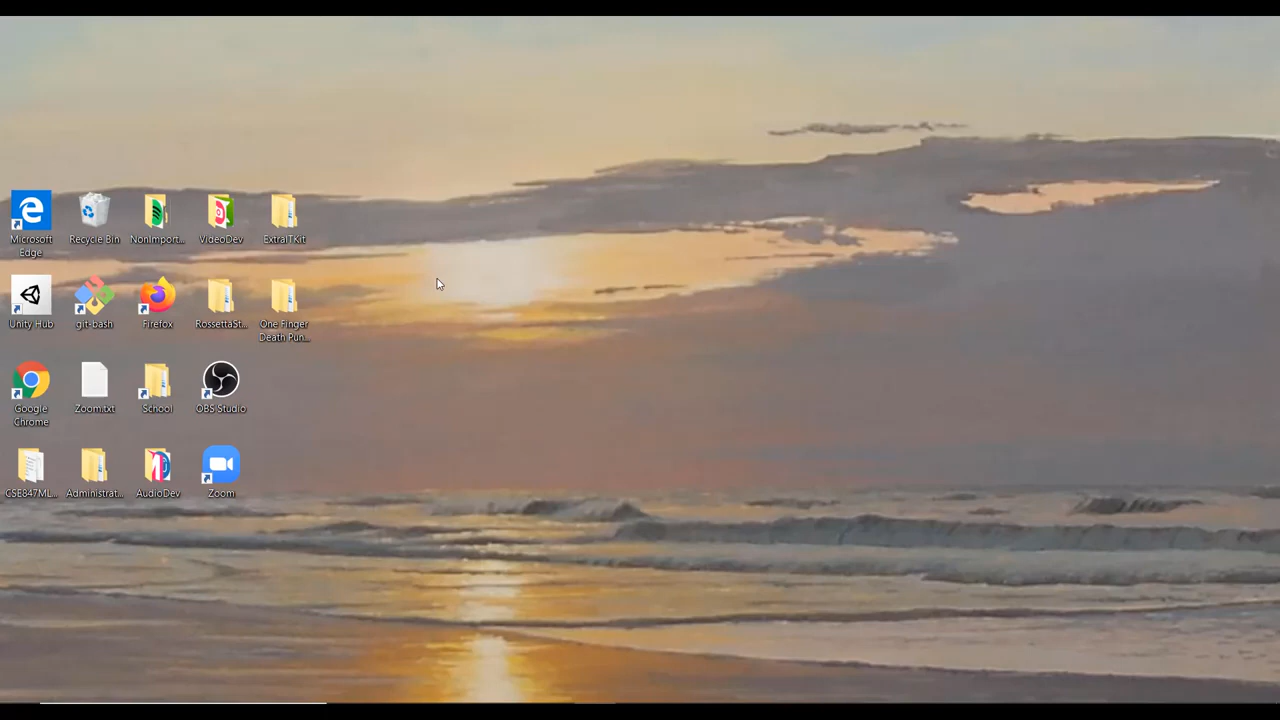 Microsoft Edge
Recycle Bin
NonImport...
VideoDev
ExtraITKit
Unity Hub
git-bash
Firefox
RossettaSt...
One Finger Death Pun...
Google Chrome
Zoom.txt
School
OBS Studio
CSE847ML...
Administrat...
AudioDev
Zoom